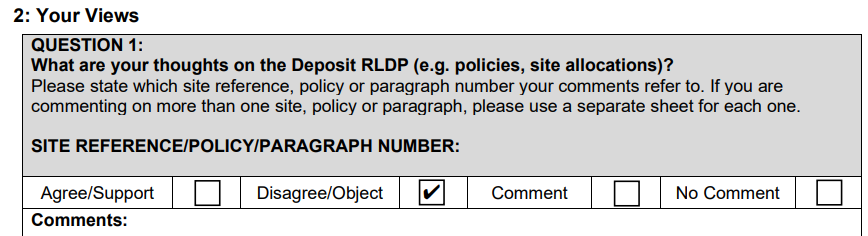 2: Your Views
QUESTION 1:
What are your thoughts on the Deposit RLDP (e.g. policies, site allocations)?
Please state which site reference, policy or paragraph number your comments refer to. If you are
commenting on more than one site, policy or paragraph, please use a separate sheet for each one.
SITE REFERENCE/POLICY/PARAGRAPH NUMBER:
Agree/Support Disagree/Object ✔ Comment No Comment
Comments: